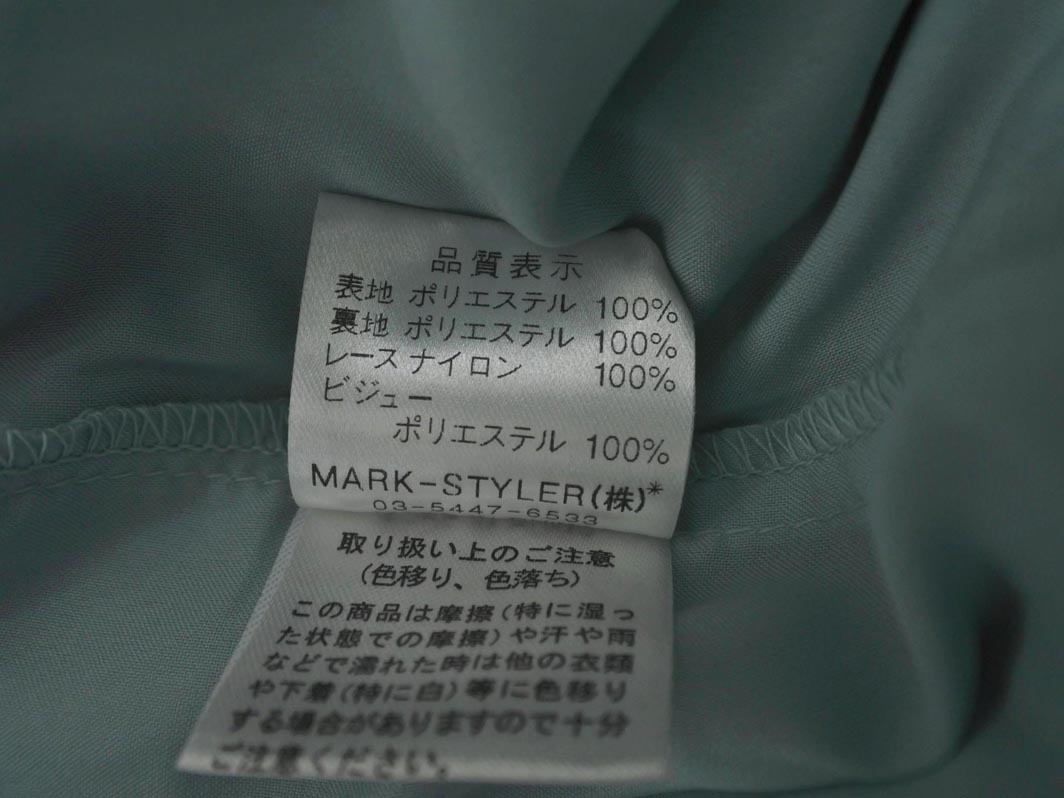 品質表示
表地 ポリエステル 100%
裏地 ポリエステル 100%
レース ナイロン 100%
ビジュー
ポリエステル 100%
MARK-STYLER(株)*
03-5447-6533
取り扱い上のご注意
(色移り、色落ち)
この商品は摩擦(特に湿っ
た状態での摩擦)や汗や雨
などで濡れた時は他の衣類
や下着(特に白)等に色移り
する場合がありますので十分
ご注意ください。